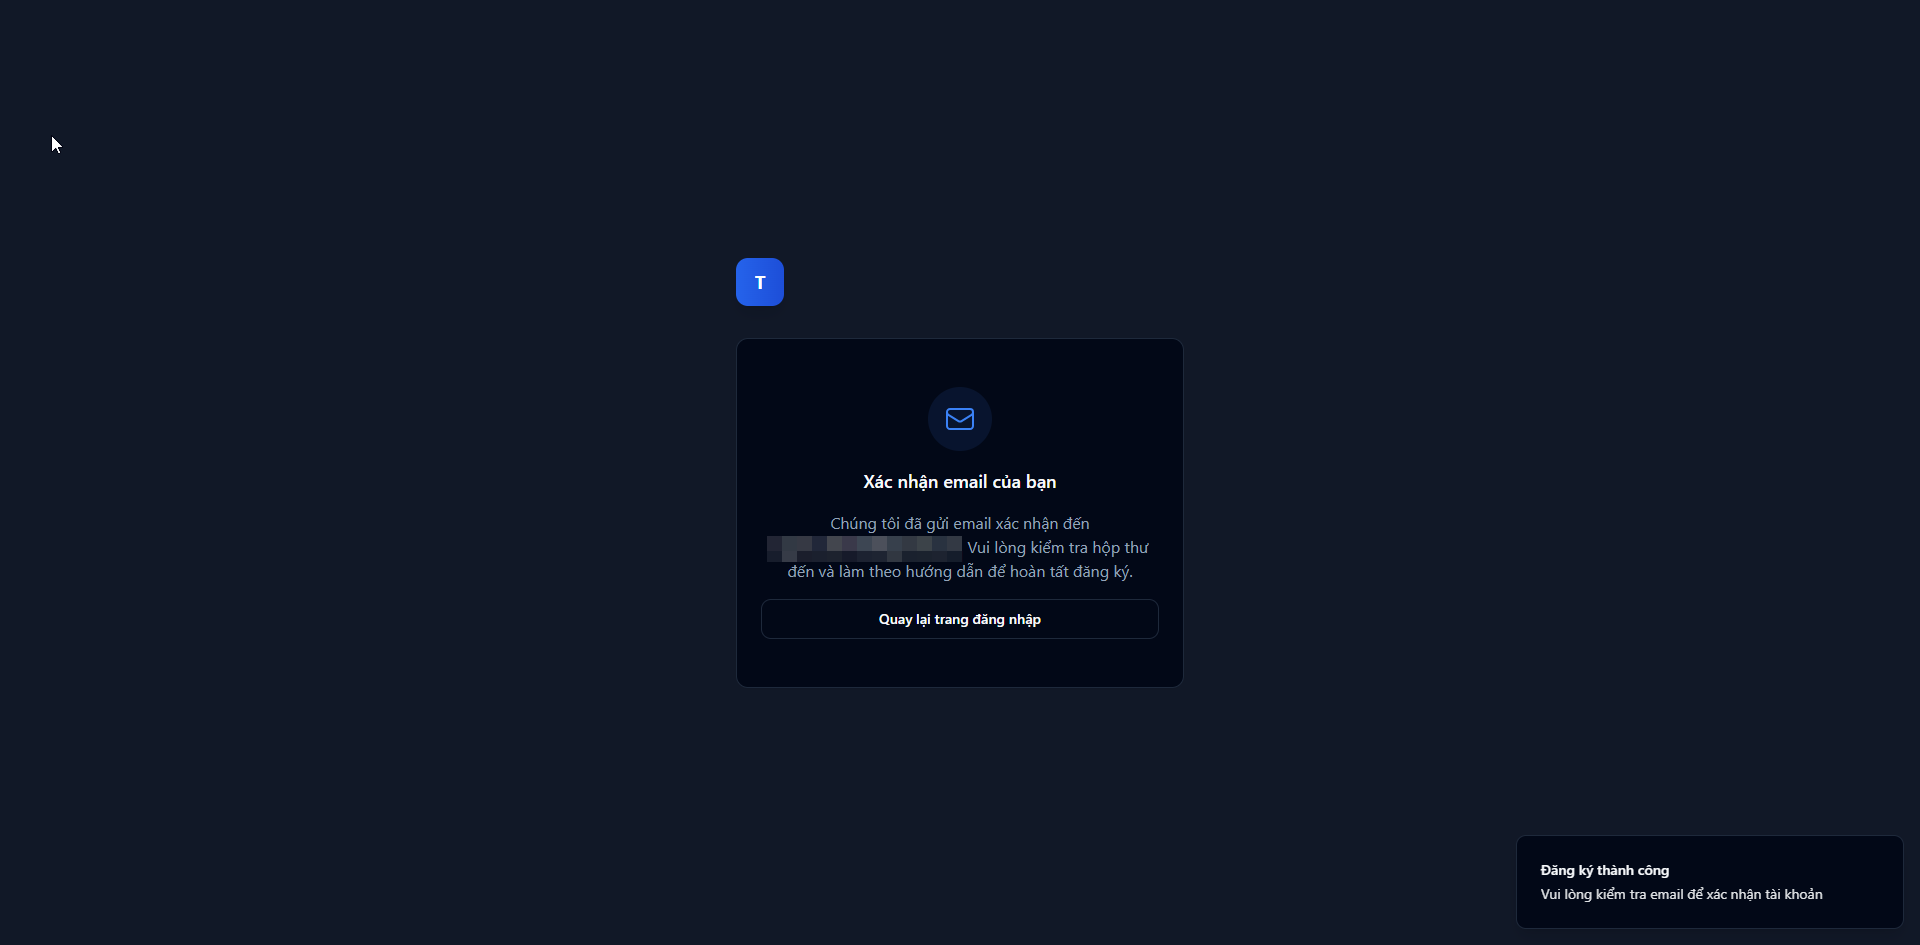 T
Xác nhận email của bạn
Chúng tôi đã gửi email xác nhận đến
Vui lòng kiểm tra hộp thư
đến và làm theo hướng dẫn để hoàn tất đăng ký.
Quay lại trang đăng nhập
Đăng ký thành công
Vui lòng kiểm tra email để xác nhận tài khoản